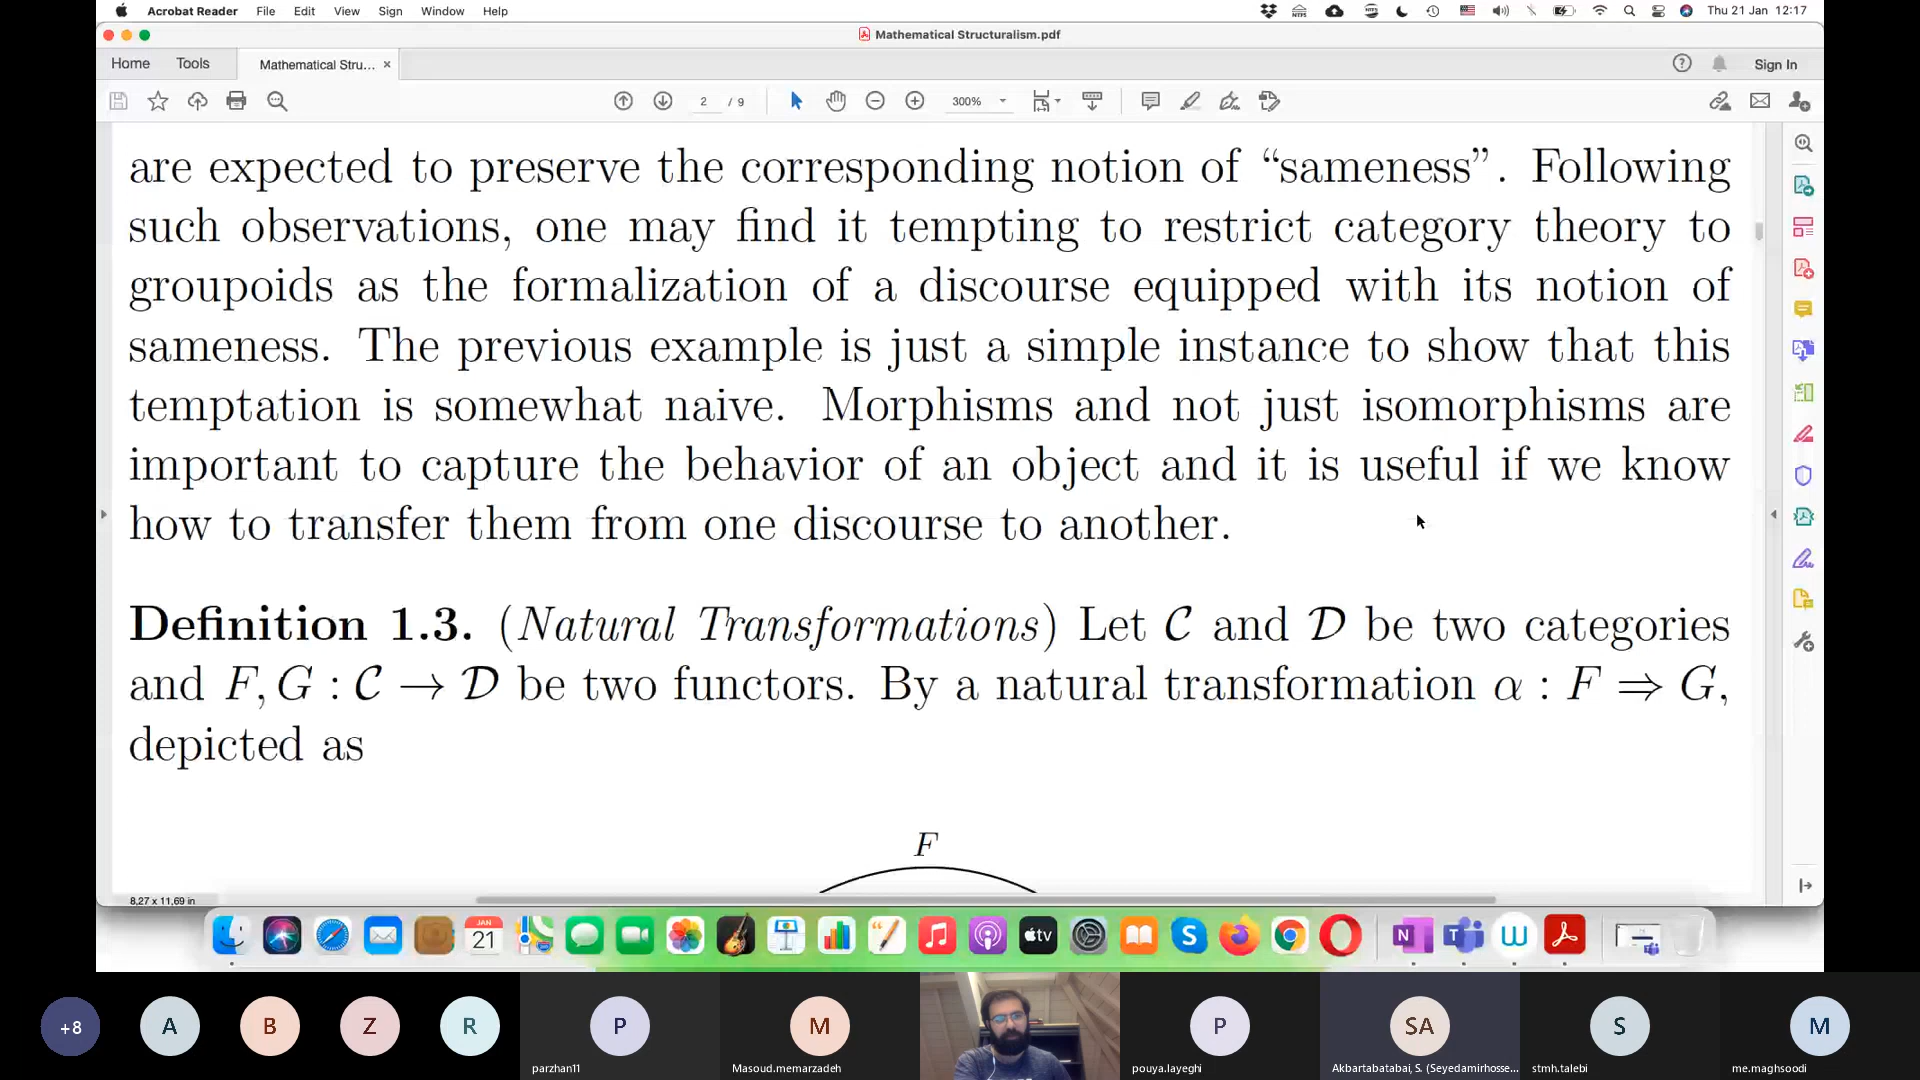 Acrobat Reader File Edit View Sign Window Help Thu 21 Jan 12:17
Mathematical Structuralism.pdf
Home Tools Mathematical Stru... × Sign In
2 / 9 300%
are expected to preserve the corresponding notion of “sameness”. Following
such observations, one may find it tempting to restrict category theory to
groupoids as the formalization of a discourse equipped with its notion of
sameness. The previous example is just a simple instance to show that this
temptation is somewhat naive. Morphisms and not just isomorphisms are
important to capture the behavior of an object and it is useful if we know
how to transfer them from one discourse to another.
Definition 1.3. (Natural Transformations) Let 𝒞 and 𝒟 be two categories
and F, G : 𝒞 → 𝒟 be two functors. By a natural transformation α : F ⇒ G,
depicted as
F
8,27 x 11,69 in
JAN
21
tv
N
T
S
W
+8 A B Z R P M P SA S M
parzhan11 Masoud.memarzadeh pouya.layeghi Akbartabatabai, S. (Seyedamirhosse... stmh.talebi me.maghsoodi